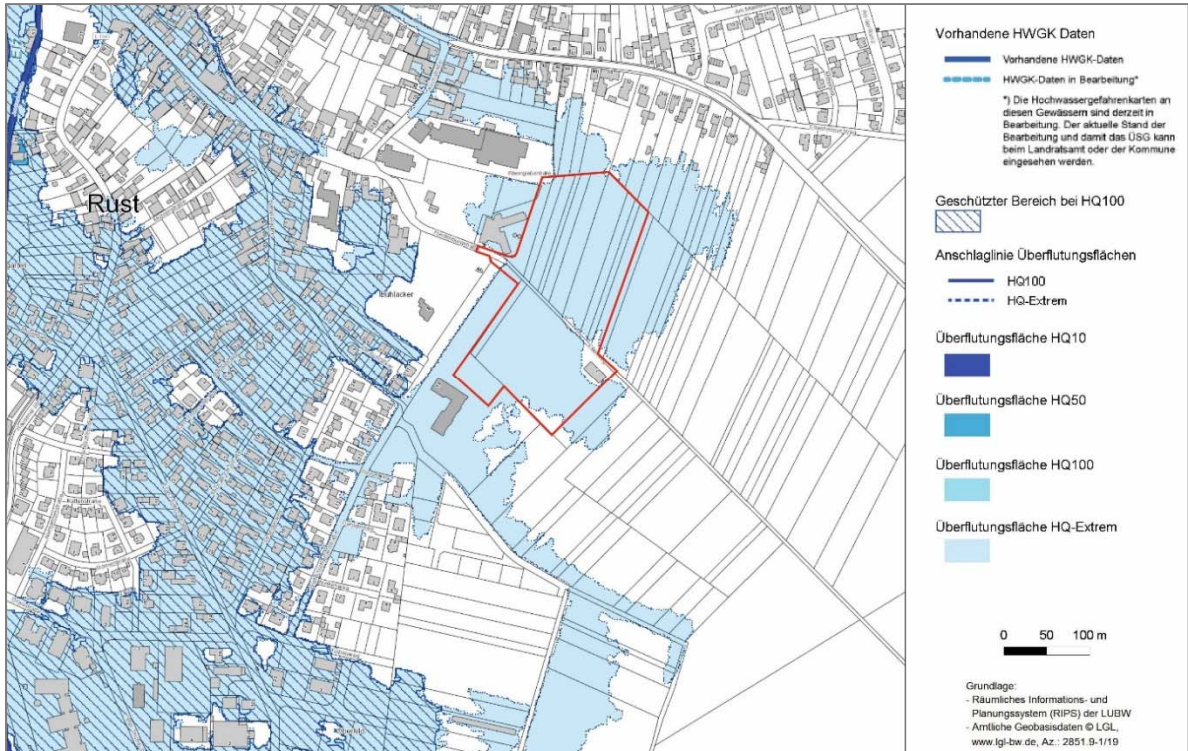 Rust
Bühläcker
Vorhandene HWGK Daten
Vorhandene HWGK-Daten
HWGK-Daten in Bearbeitung*
*) Die Hochwassergefahrenkarten an
diesen Gewässern sind derzeit in
Bearbeitung. Der aktuelle Stand der
Bearbeitung und damit das ÜSG kann
beim Landratsamt oder der Kommune
eingesehen werden.
Geschützter Bereich bei HQ100
Anschlaglinie Überflutungsflächen
HQ100
HQ-Extrem
Überflutungsfläche HQ10
Überflutungsfläche HQ50
Überflutungsfläche HQ100
Überflutungsfläche HQ-Extrem
0 50 100 m
Grundlage:
- Räumliches Informations- und
Planungssystem (RIPS) der LUBW
- Amtliche Geobasisdaten © LGL,
www.lgl-bw.de, Az.: 2851.9-1/19